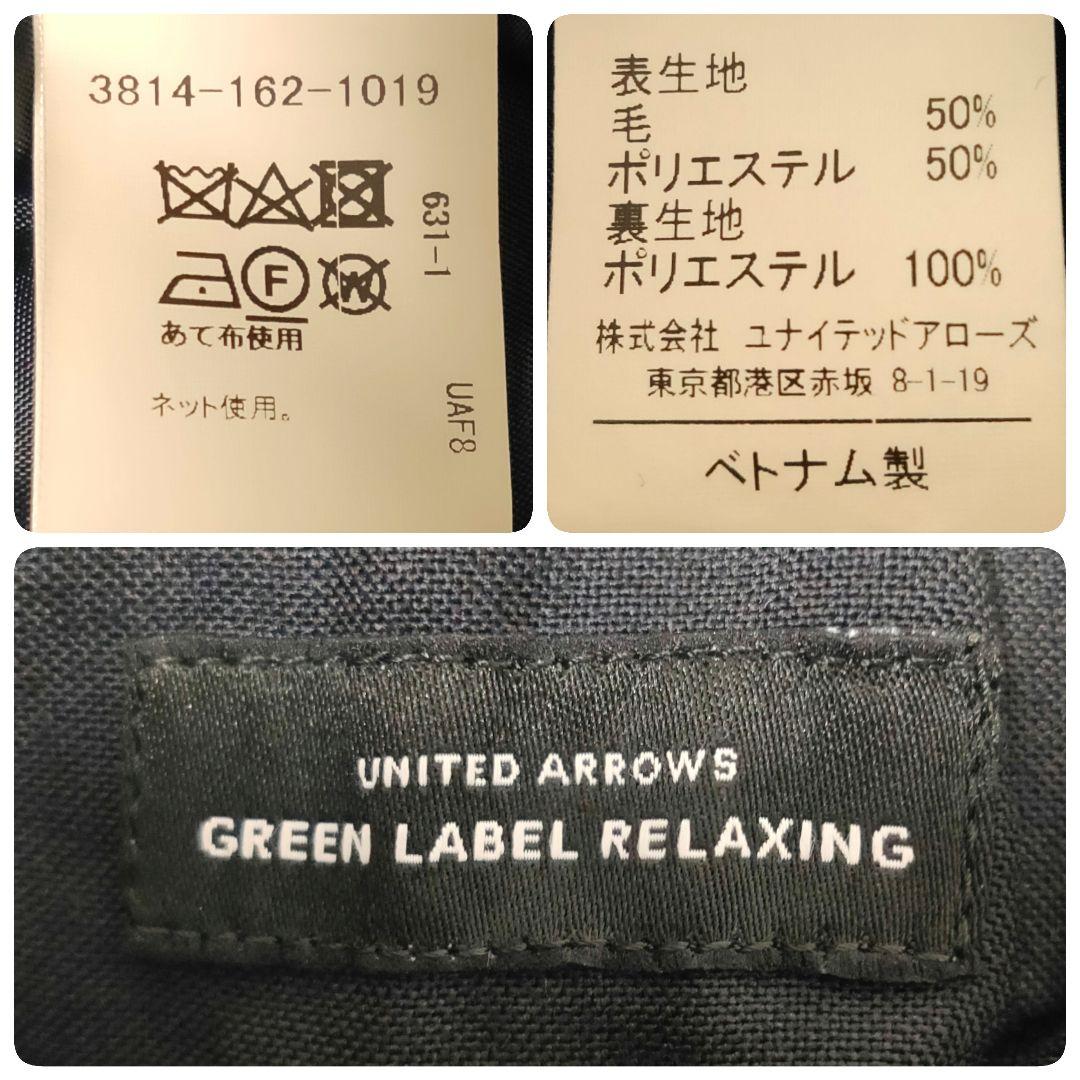 3814-162-1019
F
W
あて布使用
ネット使用。
631-1
UAF8
表生地
毛 50%
ポリエステル 50%
裏生地
ポリエステル 100%
株式会社 ユナイテッドアローズ
東京都港区赤坂 8-1-19
ベトナム製
UNITED ARROWS
GREEN LABEL RELAXING